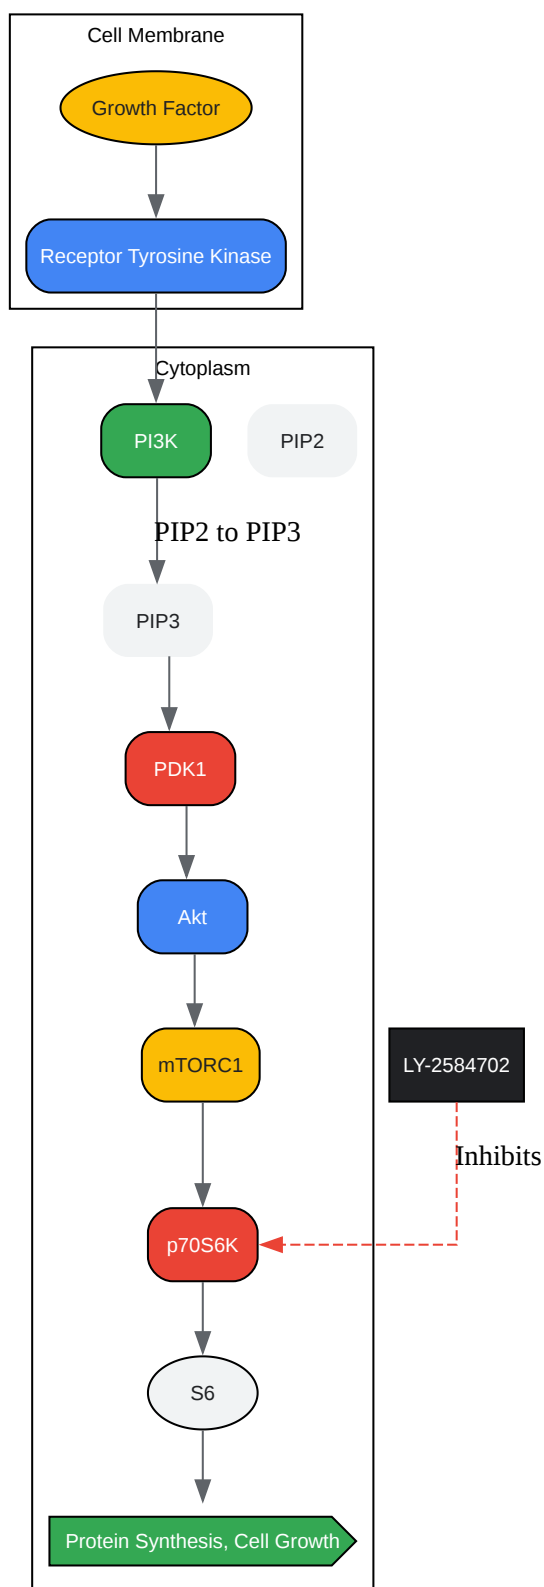 Cell Membrane
Growth Factor
Receptor Tyrosine Kinase
Cytoplasm
PI3K
PIP2
PIP2 to PIP3
PIP3
PDK1
Akt
mTORC1
LY-2584702
Inhibits
p70S6K
S6
Protein Synthesis, Cell Growth